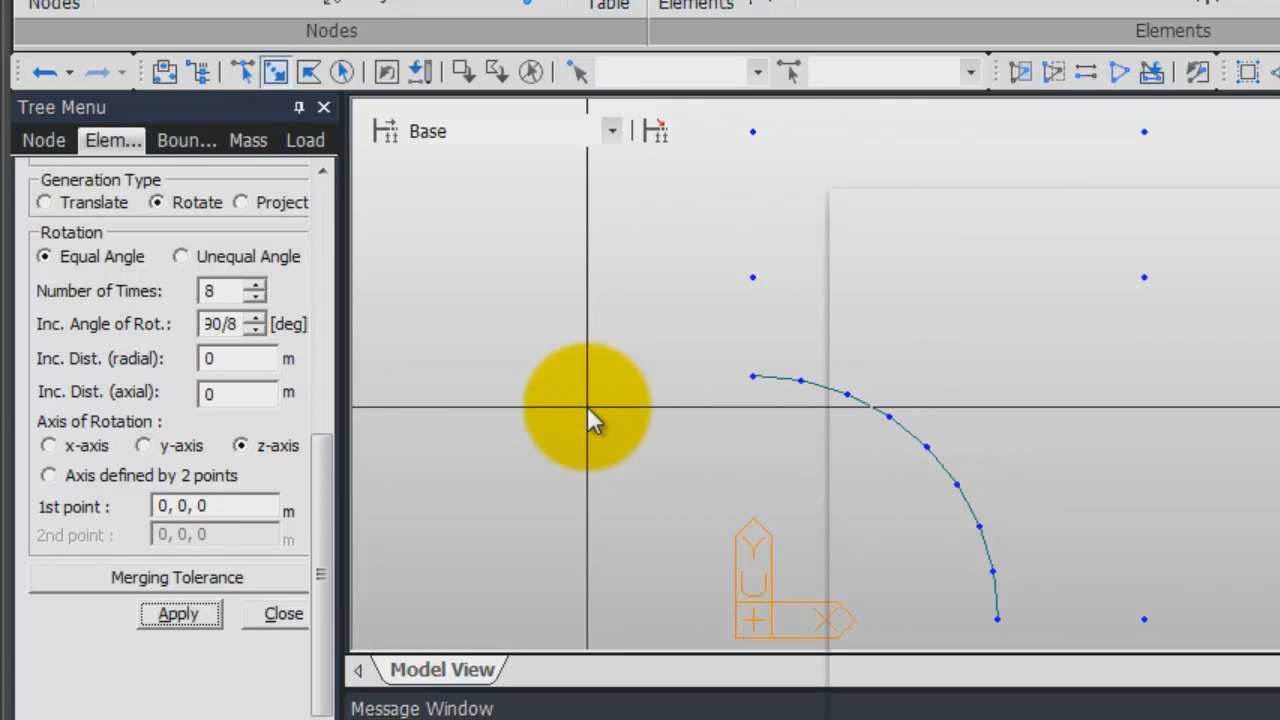 Nodes
Table
Elements
Nodes
Elements
Tree Menu
Node Elem... Boun... Mass Load
Base
Generation Type
Translate Rotate Project
Rotation
Equal Angle Unequal Angle
Number of Times: 8
Inc. Angle of Rot.: 90/8 [deg]
Inc. Dist. (radial): 0 m
Inc. Dist. (axial): 0 m
Axis of Rotation:
x-axis y-axis z-axis
Axis defined by 2 points
1st point : 0, 0, 0 m
2nd point : 0, 0, 0 m
Merging Tolerance
Apply Close
Y
U
X
Model View
Message Window